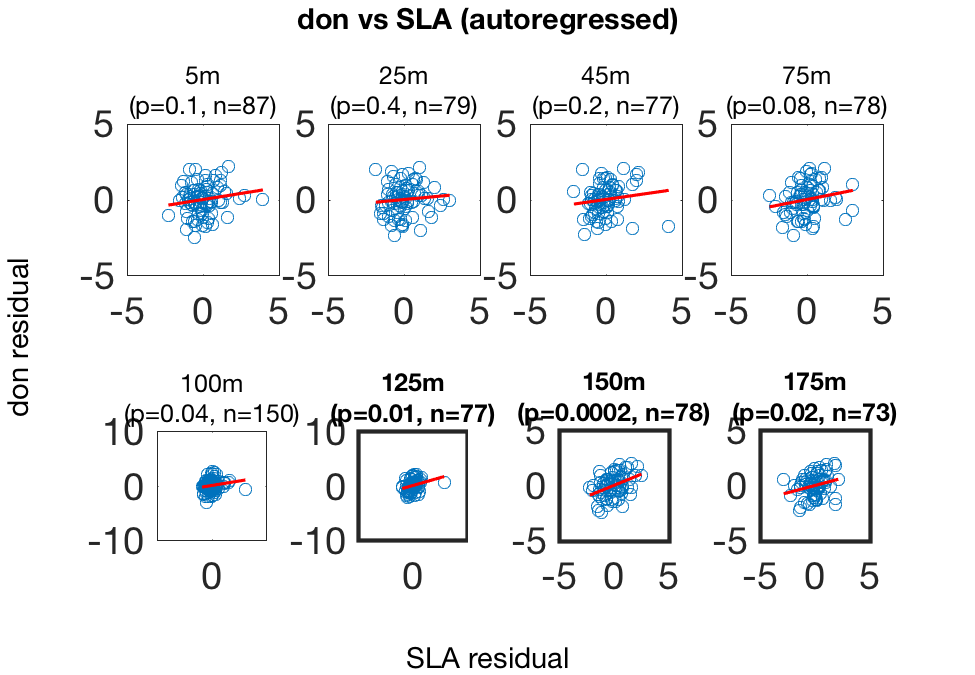 don vs SLA (autoregressed)
5m
(p=0.1, n=87)
25m
(p=0.4, n=79)
45m
(p=0.2, n=77)
75m
(p=0.08, n=78)
5
0
-5
-5 0 5
5
0
-5
-5 0 5
5
0
-5
-5 0 5
5
0
-5
-5 0 5
don residual
100m
(p=0.04, n=150)
125m
(p=0.01, n=77)
150m
(p=0.0002, n=78)
175m
(p=0.02, n=73)
10
0
-10
0
10
0
-10
0
5
0
-5
-5 0 5
5
0
-5
-5 0 5
SLA residual